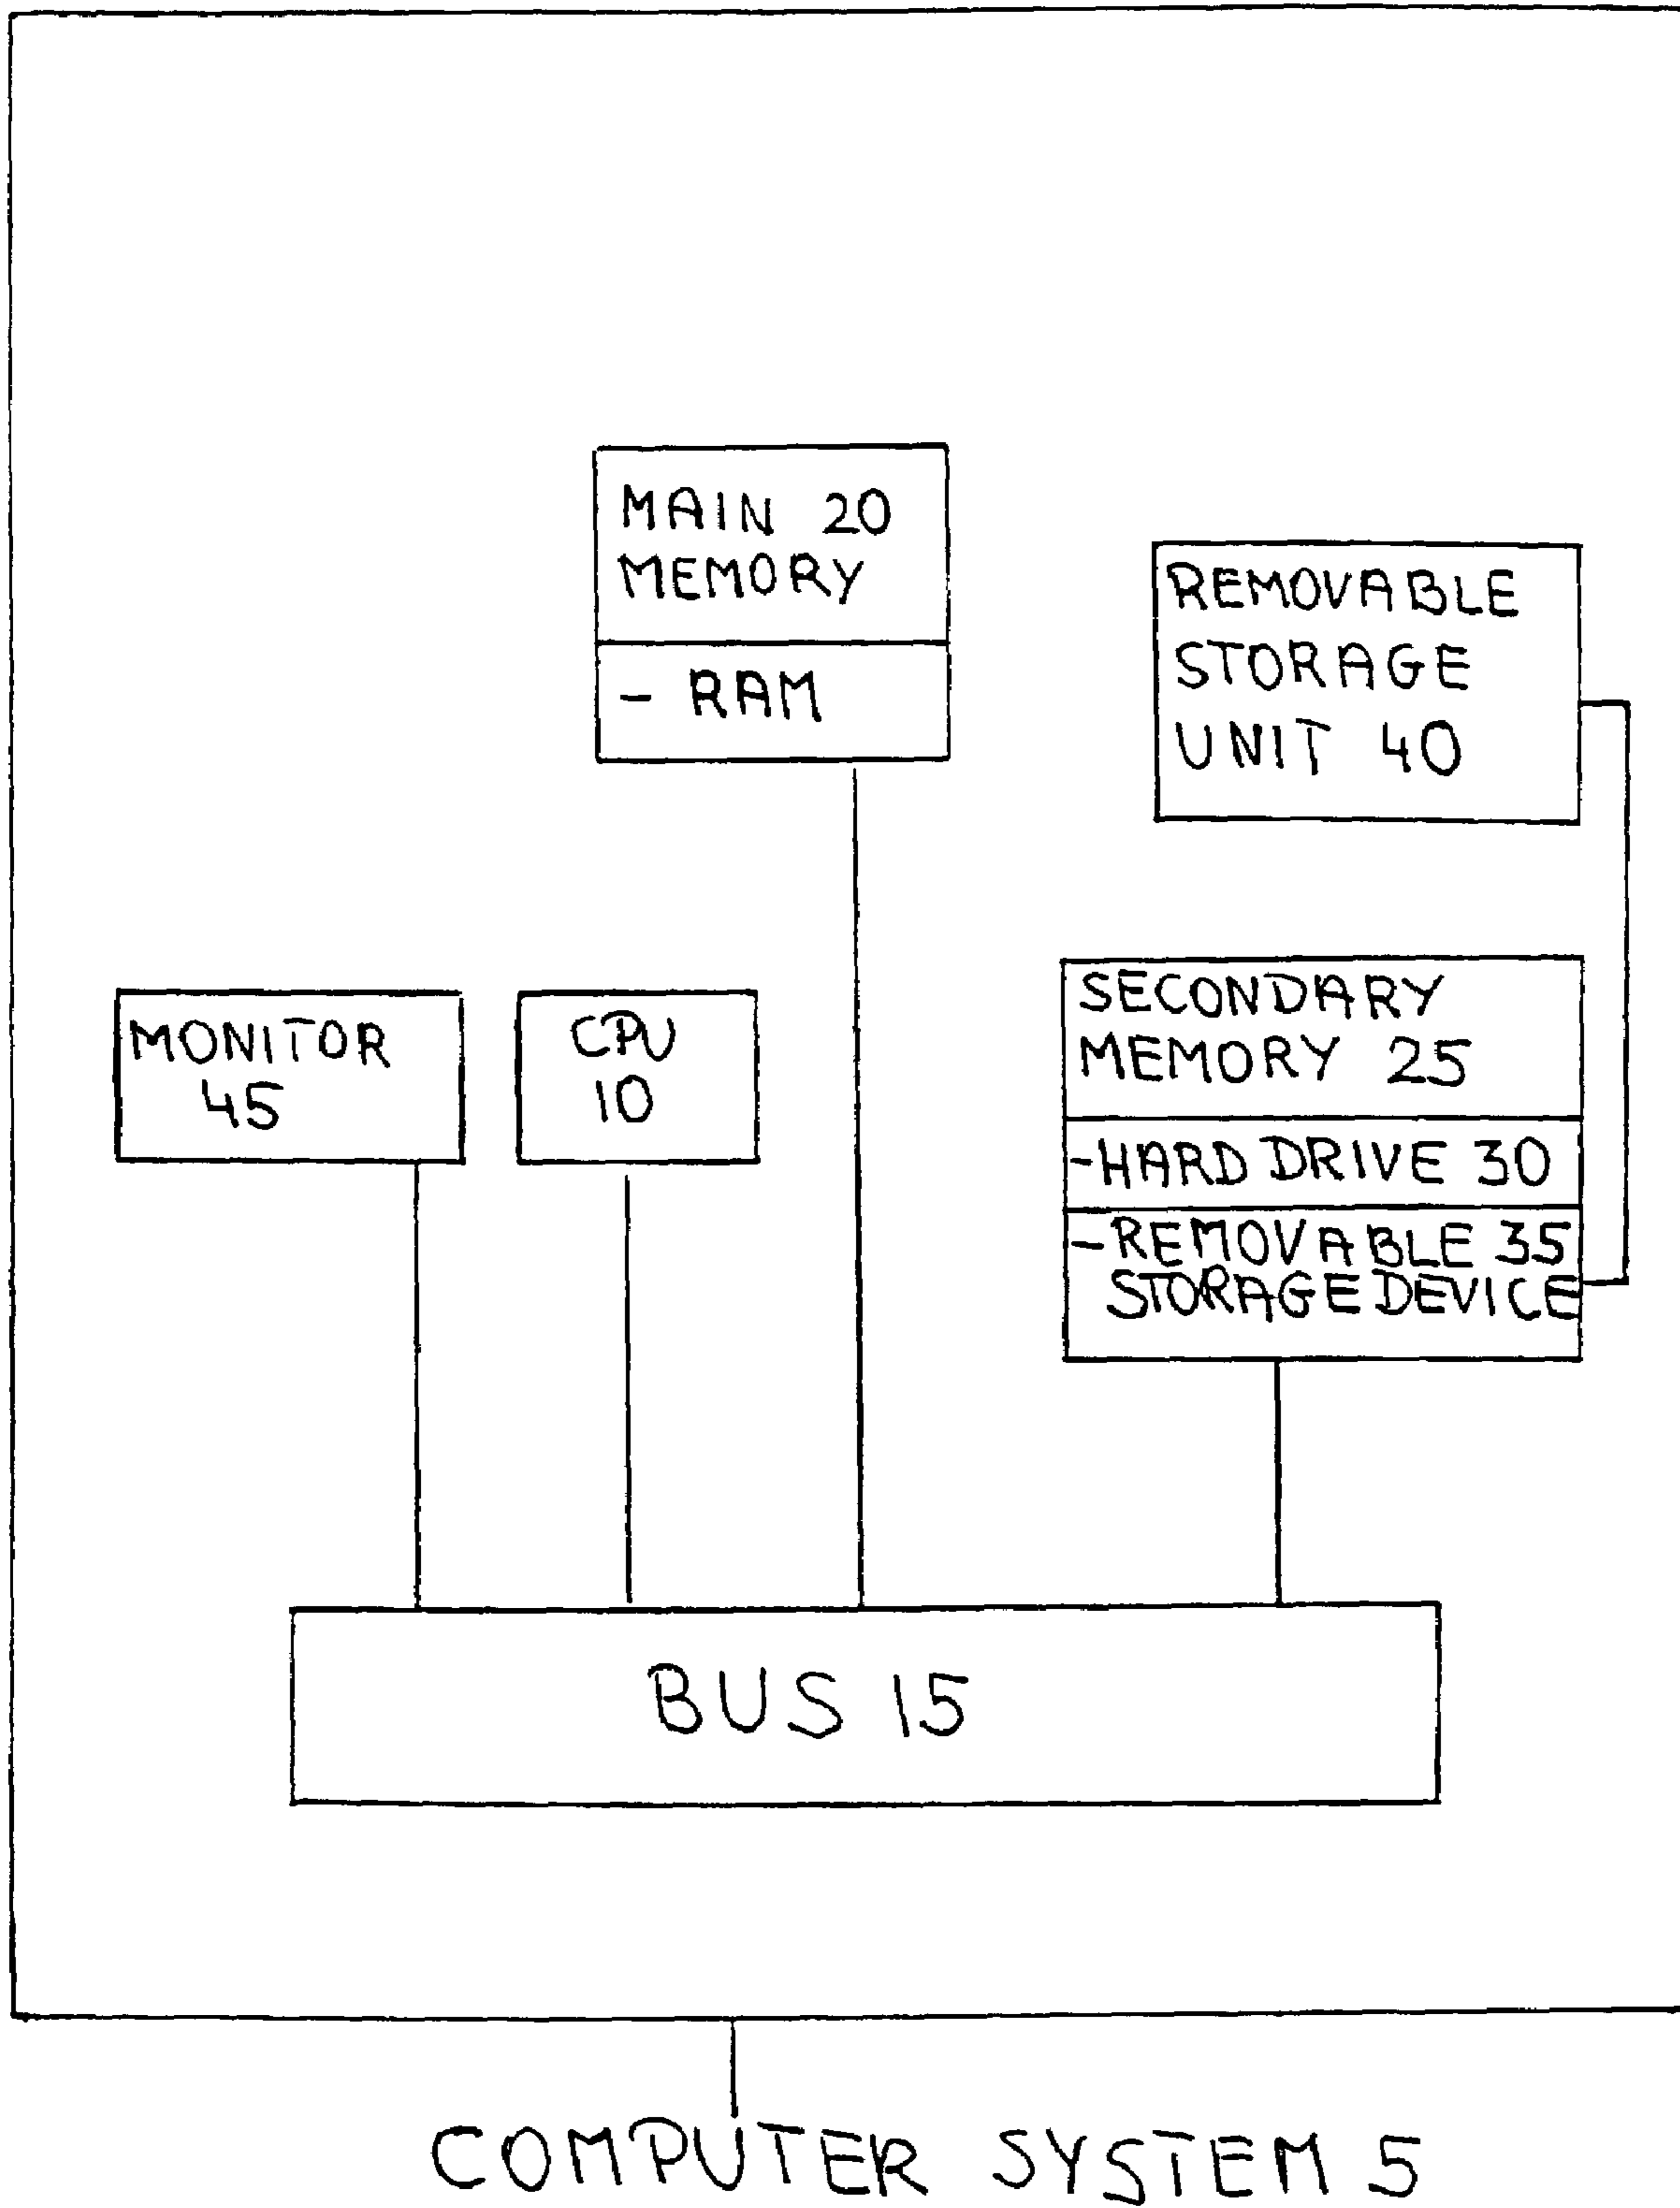 MAIN 20
MEMORY
- RAM
REMOVABLE
STORAGE
UNIT 40
MONITOR
45
CPU
10
SECONDARY
MEMORY 25
-HARD DRIVE 30
-REMOVABLE 35
STORAGE DEVICE
BUS 15
COMPUTER SYSTEM 5